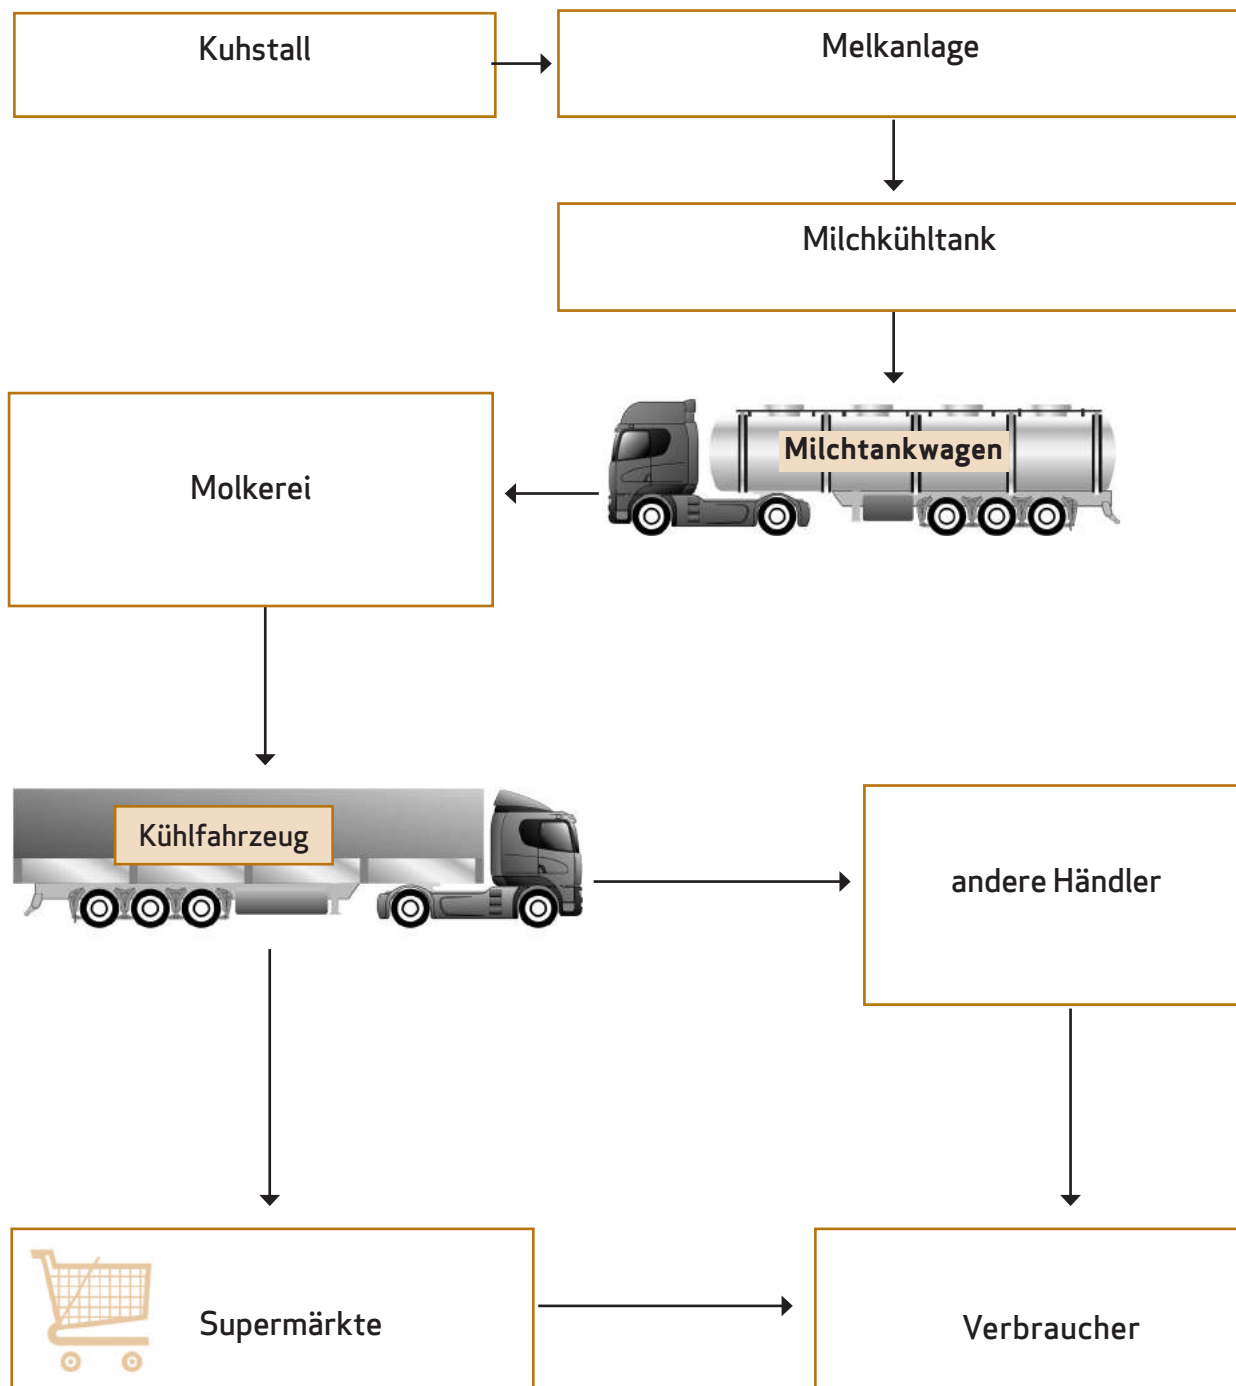 Kuhstall
Melkanlage
Milchkühltank
Milchtankwagen
Molkerei
Kühlfahrzeug
andere Händler
Supermärkte
Verbraucher